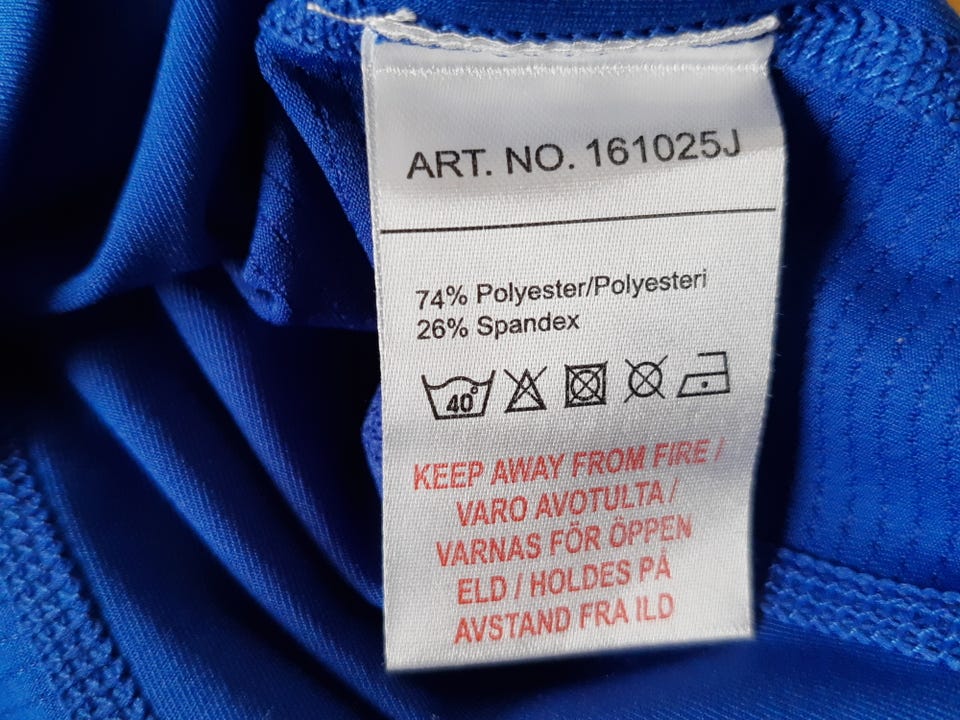 ART. NO. 161025J
74% Polyester/Polyesteri
26% Spandex
40°
KEEP AWAY FROM FIRE /
VARO AVOTULTA /
VARNAS FÖR ÖPPEN
ELD / HOLDES PÅ
AVSTAND FRA ILD